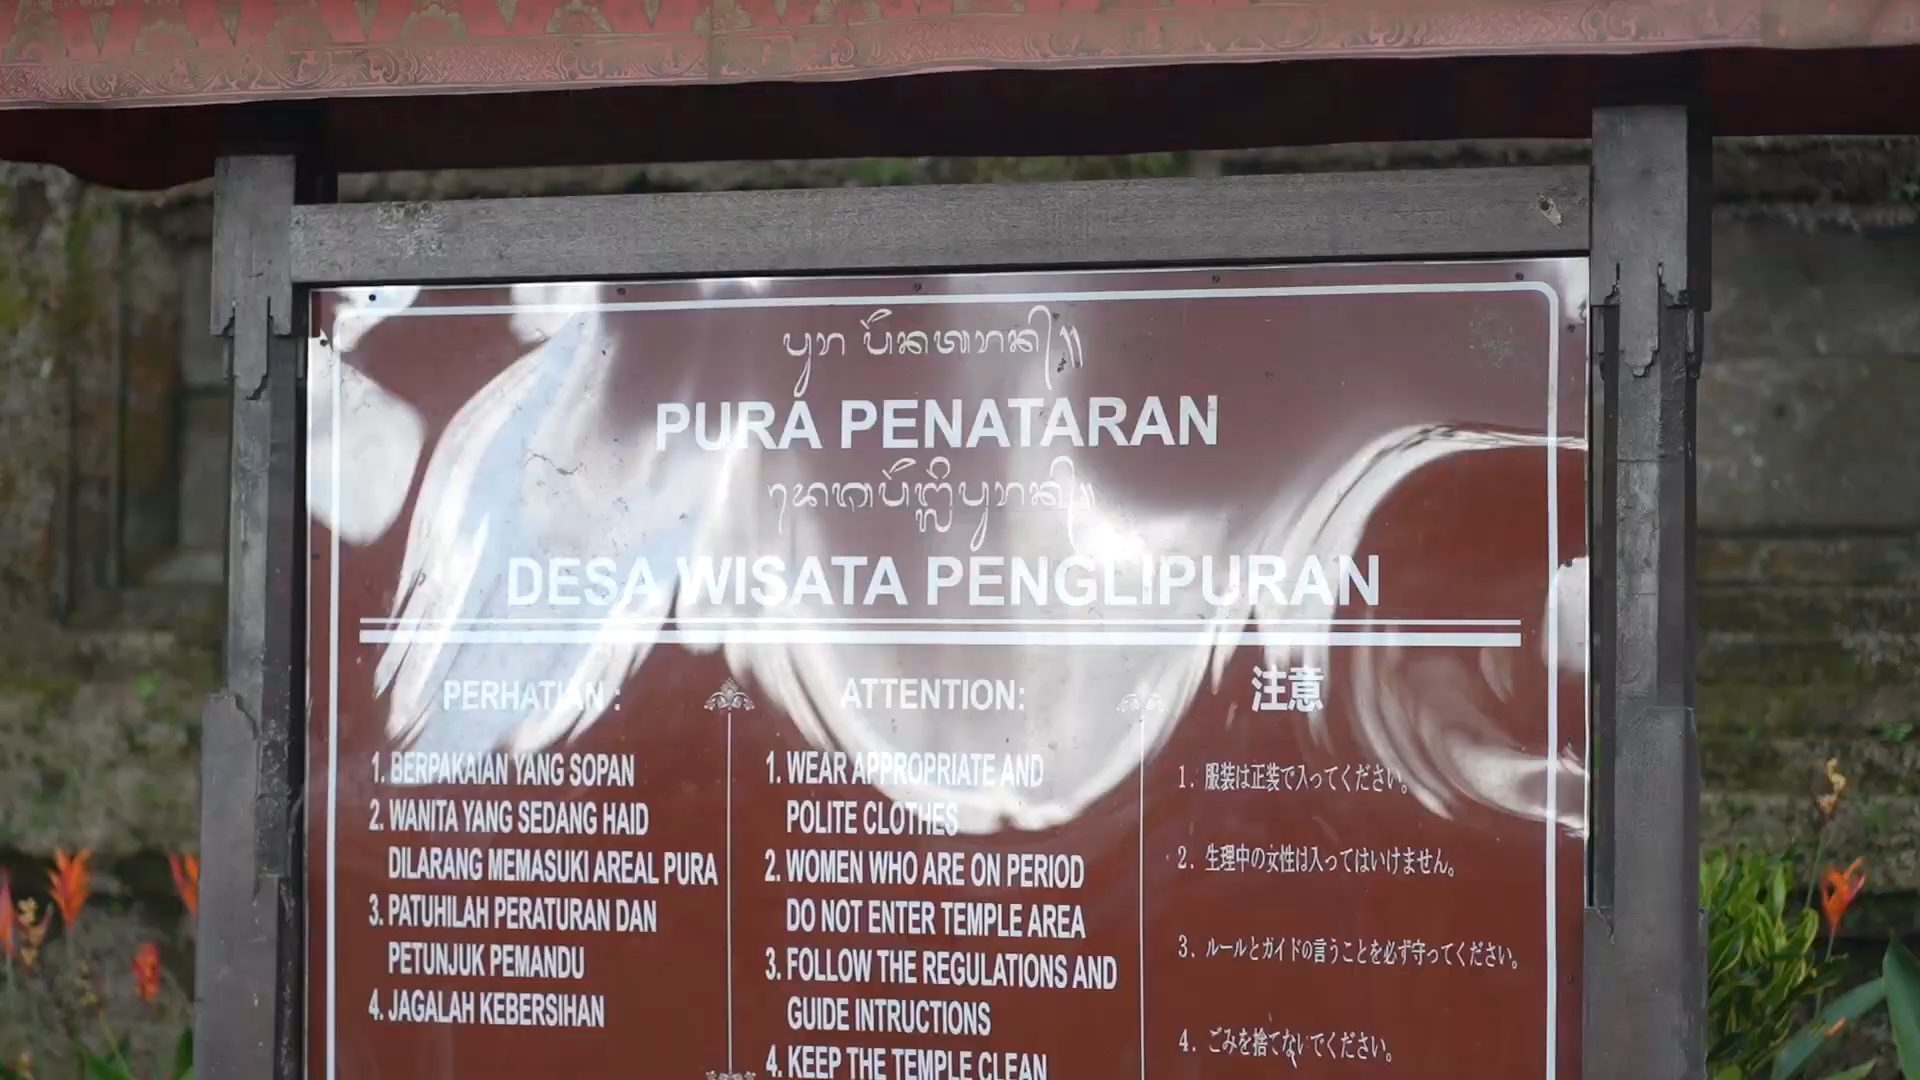 ᬧᬸᬭ ᬧᭂᬦᬢᬭᬦ᭄᭟
PURA PENATARAN
ᬤᬾᬲᬯᬶᬲᬢᬧᭂᬂᬮᬶᬧᬸᬭᬦ᭄᭟
DESA WISATA PENGLIPURAN
PERHATIAN :
1. BERPAKAIAN YANG SOPAN
2. WANITA YANG SEDANG HAID
DILARANG MEMASUKI AREAL PURA
3. PATUHILAH PERATURAN DAN
PETUNJUK PEMANDU
4. JAGALAH KEBERSIHAN
ATTENTION:
1. WEAR APPROPRIATE AND
POLITE CLOTHES
2. WOMEN WHO ARE ON PERIOD
DO NOT ENTER TEMPLE AREA
3. FOLLOW THE REGULATIONS AND
GUIDE INTRUCTIONS
4. KEEP THE TEMPLE CLEAN
注意
1. 服装は正装で入ってください。
2. 生理中の女性は入ってはいけません。
3. ルールとガイドの言うことを必ず守ってください。
4. ごみを捨てないでください。